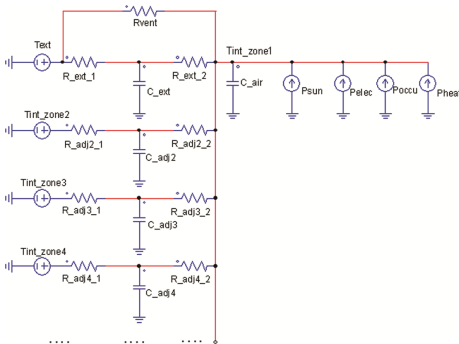 Rvent
Text
R_ext_1
R_ext_2
C_ext
Tint_zone1
C_air
Psun
Pelec
Poccu
Phea
Tint_zone2
R_adj2_1
R_adj2_2
C_adj2
Tint_zone3
R_adj3_1
R_adj3_2
C_adj3
Tint_zone4
R_adj4_1
R_adj4_2
C_adj4
.... .... ....